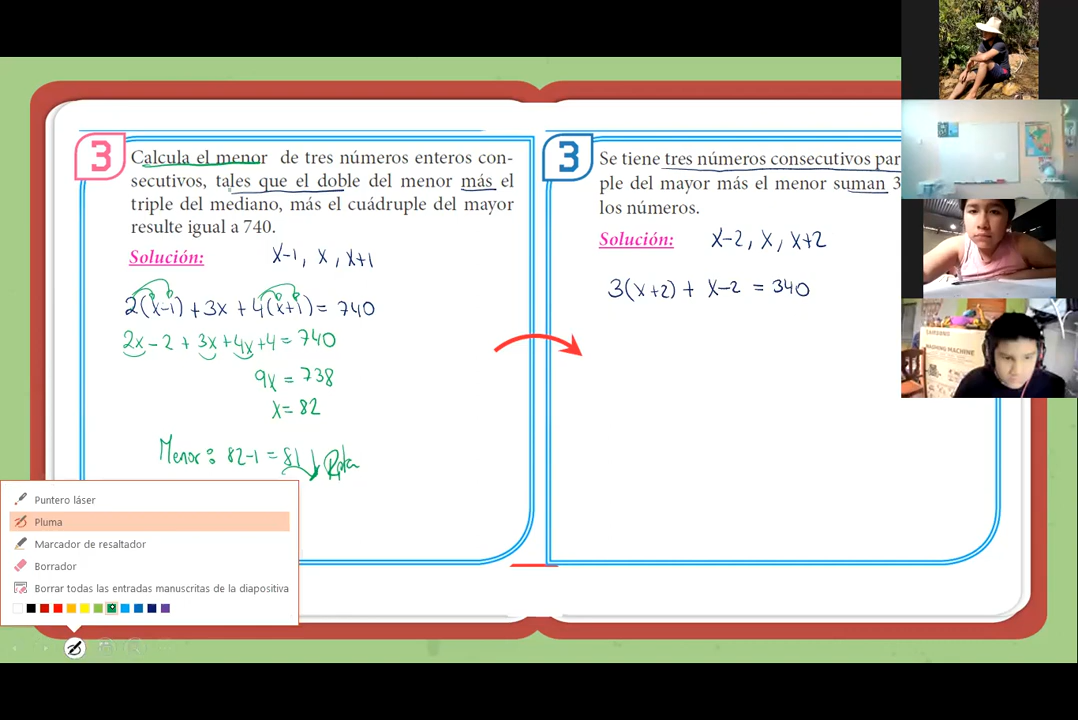 3
Calcula el menor de tres números enteros con-
secutivos, tales que el doble del menor más el
triple del mediano, más el cuádruple del mayor
resulte igual a 740.
Solución:
x-1, x, x+1
2(x-1) + 3x + 4(x+1) = 740
2x - 2 + 3x + 4x + 4 = 740
9x = 738
x = 82
Menor: 82-1 = 81 Rpta
3
Se tiene tres números consecutivos par
ple del mayor más el menor suman 3
los números.
Solución:
x-2, x, x+2
3(x+2) + x-2 = 340
Puntero láser
Pluma
Marcador de resaltador
Borrador
Borrar todas las entradas manuscritas de la diapositiva
SAMSUNG
WASHING MACHINE